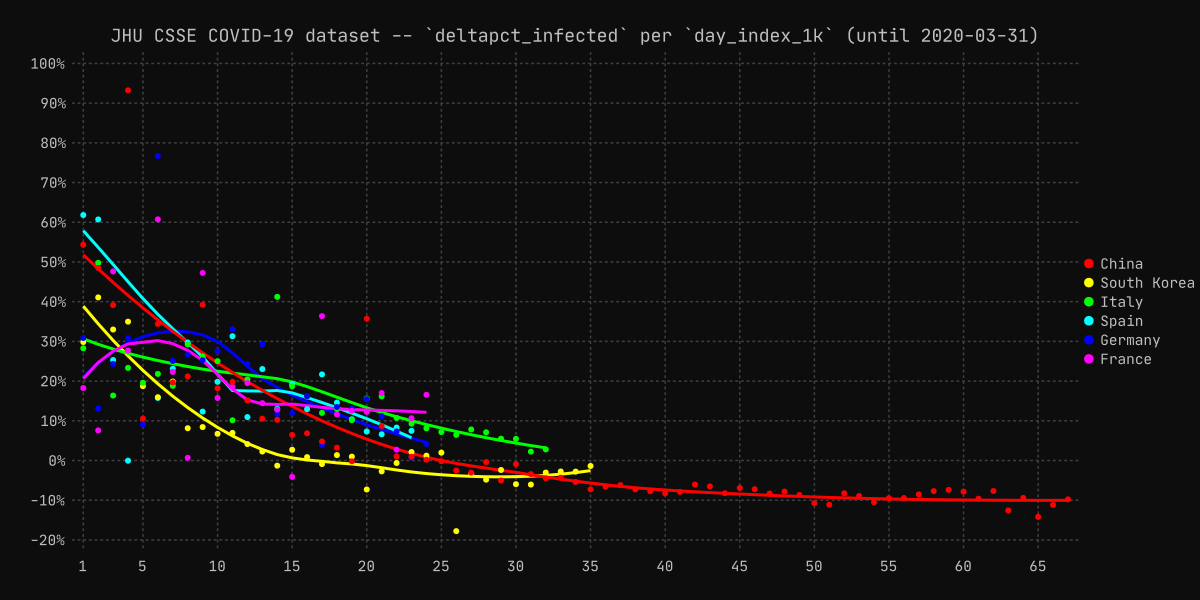 JHU CSSE COVID-19 dataset -- `deltapct_infected` per `day_index_1k` (until 2020-03-31)
100%
90%
80%
70%
60%
50%
40%
30%
20%
10%
0%
-10%
-20%
1 5 10 15 20 25 30 35 40 45 50 55 60 65
China
South Korea
Italy
Spain
Germany
France